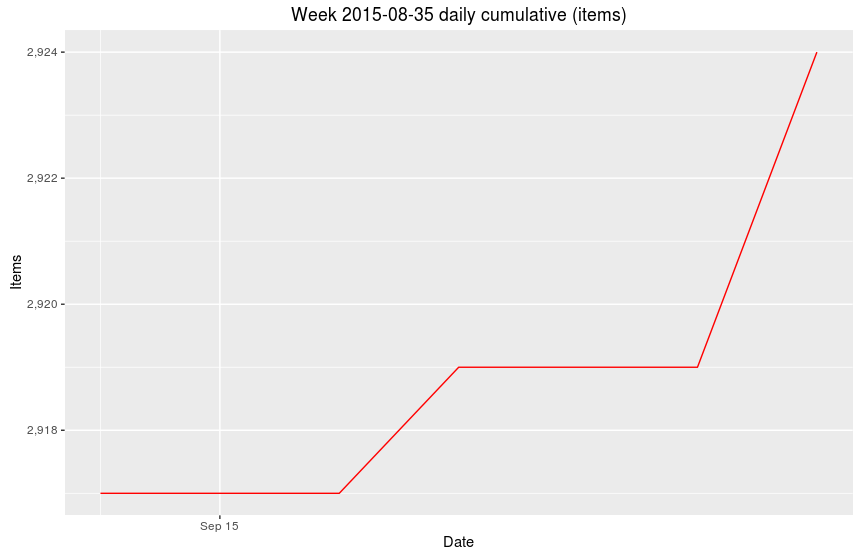 Week 2015-08-35 daily cumulative (items)
2,924
2,922
2,920
2,918
Items
Sep 15
Date